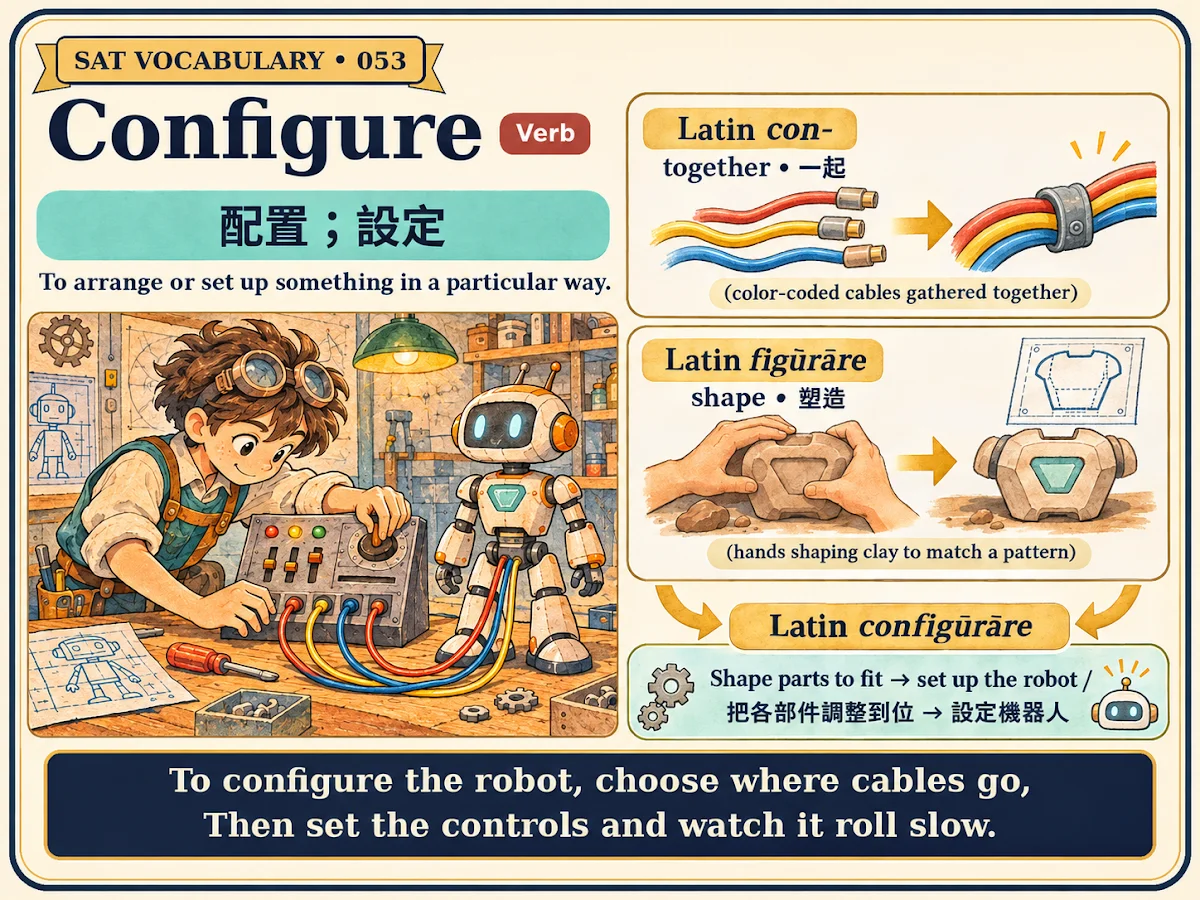 SAT VOCABULARY • 053
Configure
Verb
配置；設定
To arrange or set up something in a particular way.
Latin con-
together • 一起
(color-coded cables gathered together)
Latin figūrāre
shape • 塑造
(hands shaping clay to match a pattern)
Latin configūrāre
Shape parts to fit → set up the robot /
把各部件調整到位 → 設定機器人
To configure the robot, choose where cables go,
Then set the controls and watch it roll slow.